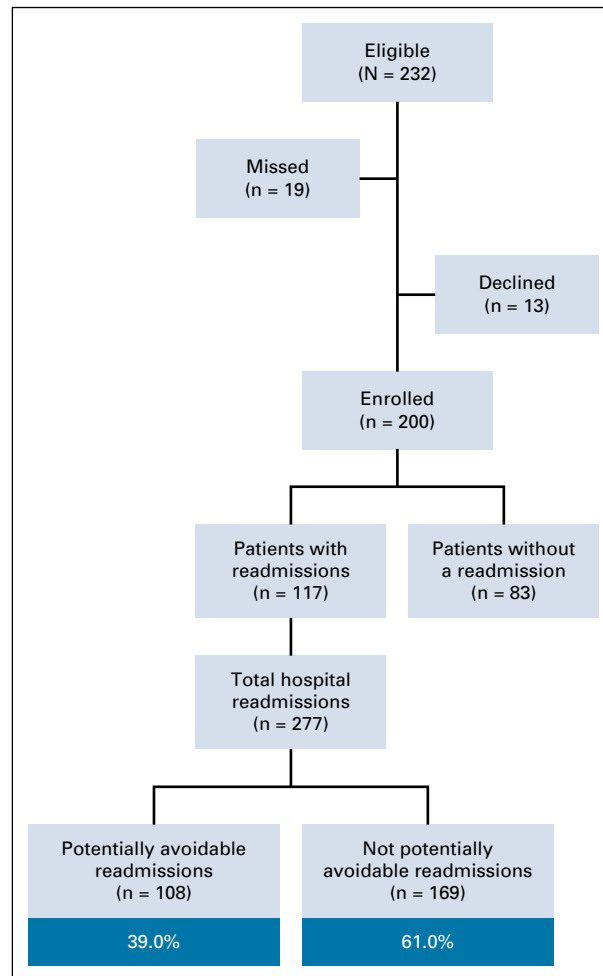 Eligible
(N = 232)
Missed
(n = 19)
Declined
(n = 13)
Enrolled
(n = 200)
Patients with
readmissions
(n = 117)
Patients without
a readmission
(n = 83)
Total hospital
readmissions
(n = 277)
Potentially avoidable
readmissions
(n = 108)
39.0%
Not potentially
avoidable readmissions
(n = 169)
61.0%